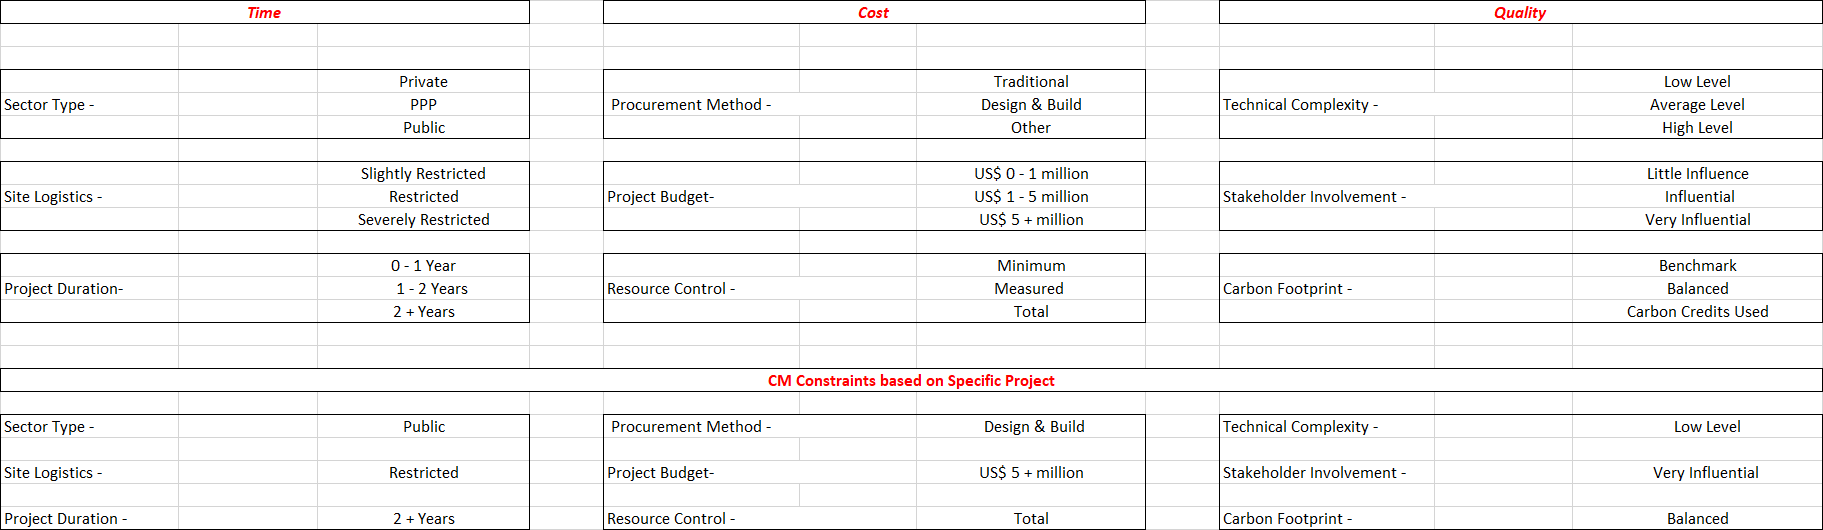 Time Cost Quality
Private Traditional Low Level
Sector Type - PPP Procurement Method - Design & Build Technical Complexity - Average Level
Public Other High Level
Slightly Restricted US$ 0 - 1 million Little Influence
Site Logistics - Restricted Project Budget- US$ 1 - 5 million Stakeholder Involvement - Influential
Severely Restricted US$ 5 + million Very Influential
0 - 1 Year Minimum Benchmark
Project Duration- 1 - 2 Years Resource Control - Measured Carbon Footprint - Balanced
2 + Years Total Carbon Credits Used
CM Constraints based on Specific Project
Sector Type - Public Procurement Method - Design & Build Technical Complexity - Low Level
Site Logistics - Restricted Project Budget- US$ 5 + million Stakeholder Involvement - Very Influential
Project Duration - 2 + Years Resource Control - Total Carbon Footprint - Balanced